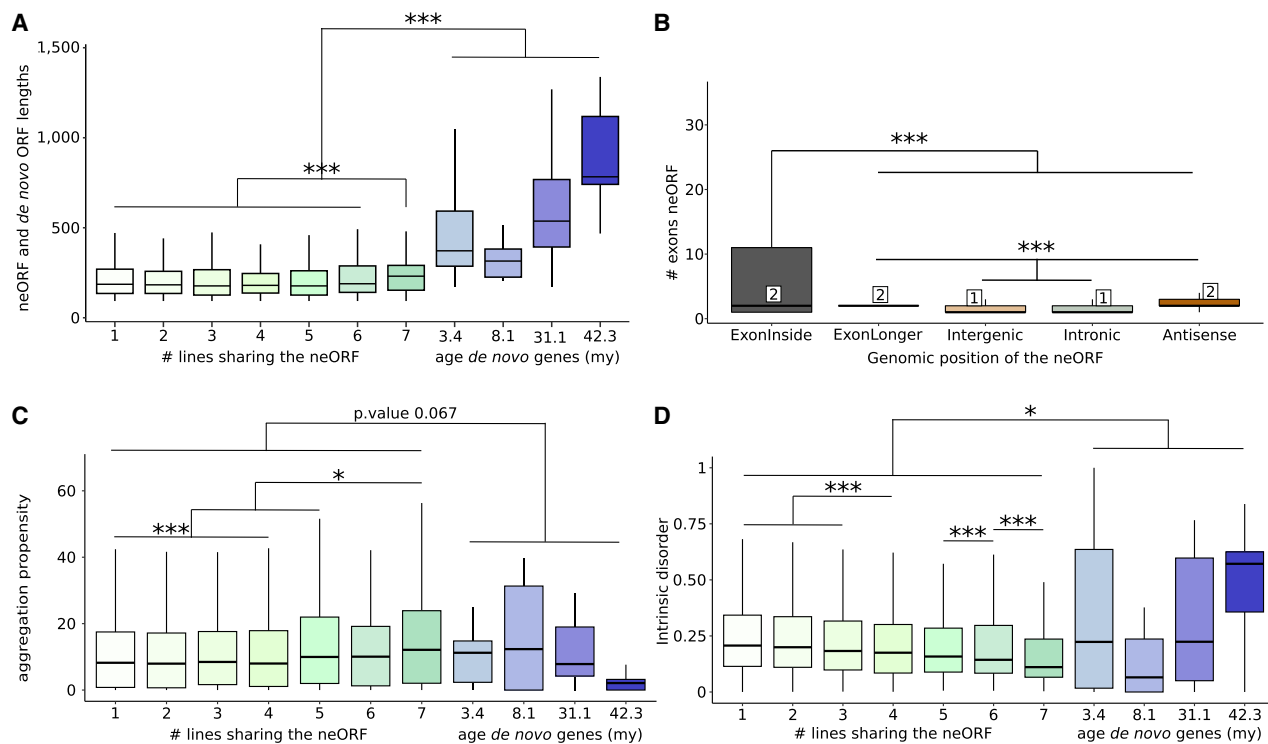 A
***
1,500
1,000
500
0
neORF and de novo ORF lengths
***
1 2 3 4 5 6 7 3.4 8.1 31.1 42.3
# lines sharing the neORF age de novo genes (my)
B
30
20
10
0
# exons neORF
***
***
2 2 1 1 2
ExonInside ExonLonger Intergenic Intronic Antisense
Genomic position of the neORF
C
p.value 0.067
*
***
60
40
20
0
aggregation propensity
1 2 3 4 5 6 7 3.4 8.1 31.1 42.3
# lines sharing the neORF age de novo genes (my)
D
*
***
*** ***
1
0.75
0.50
0.25
0
Intrinsic disorder
1 2 3 4 5 6 7 3.4 8.1 31.1 42.3
# lines sharing the neORF age de novo genes (my)